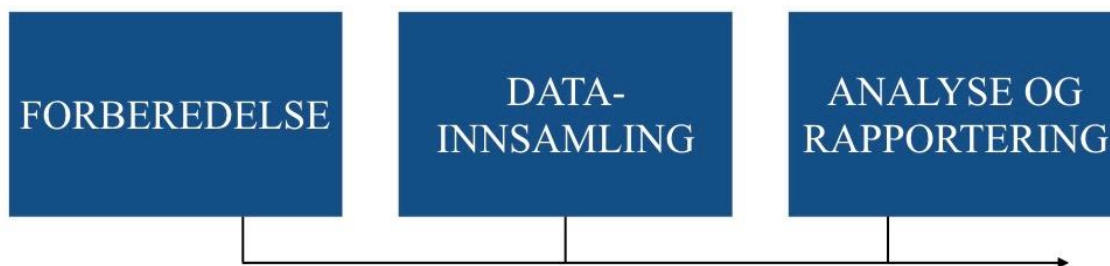 FORBEREDELSE
DATA-
INNSAMLING
ANALYSE OG
RAPPORTERING